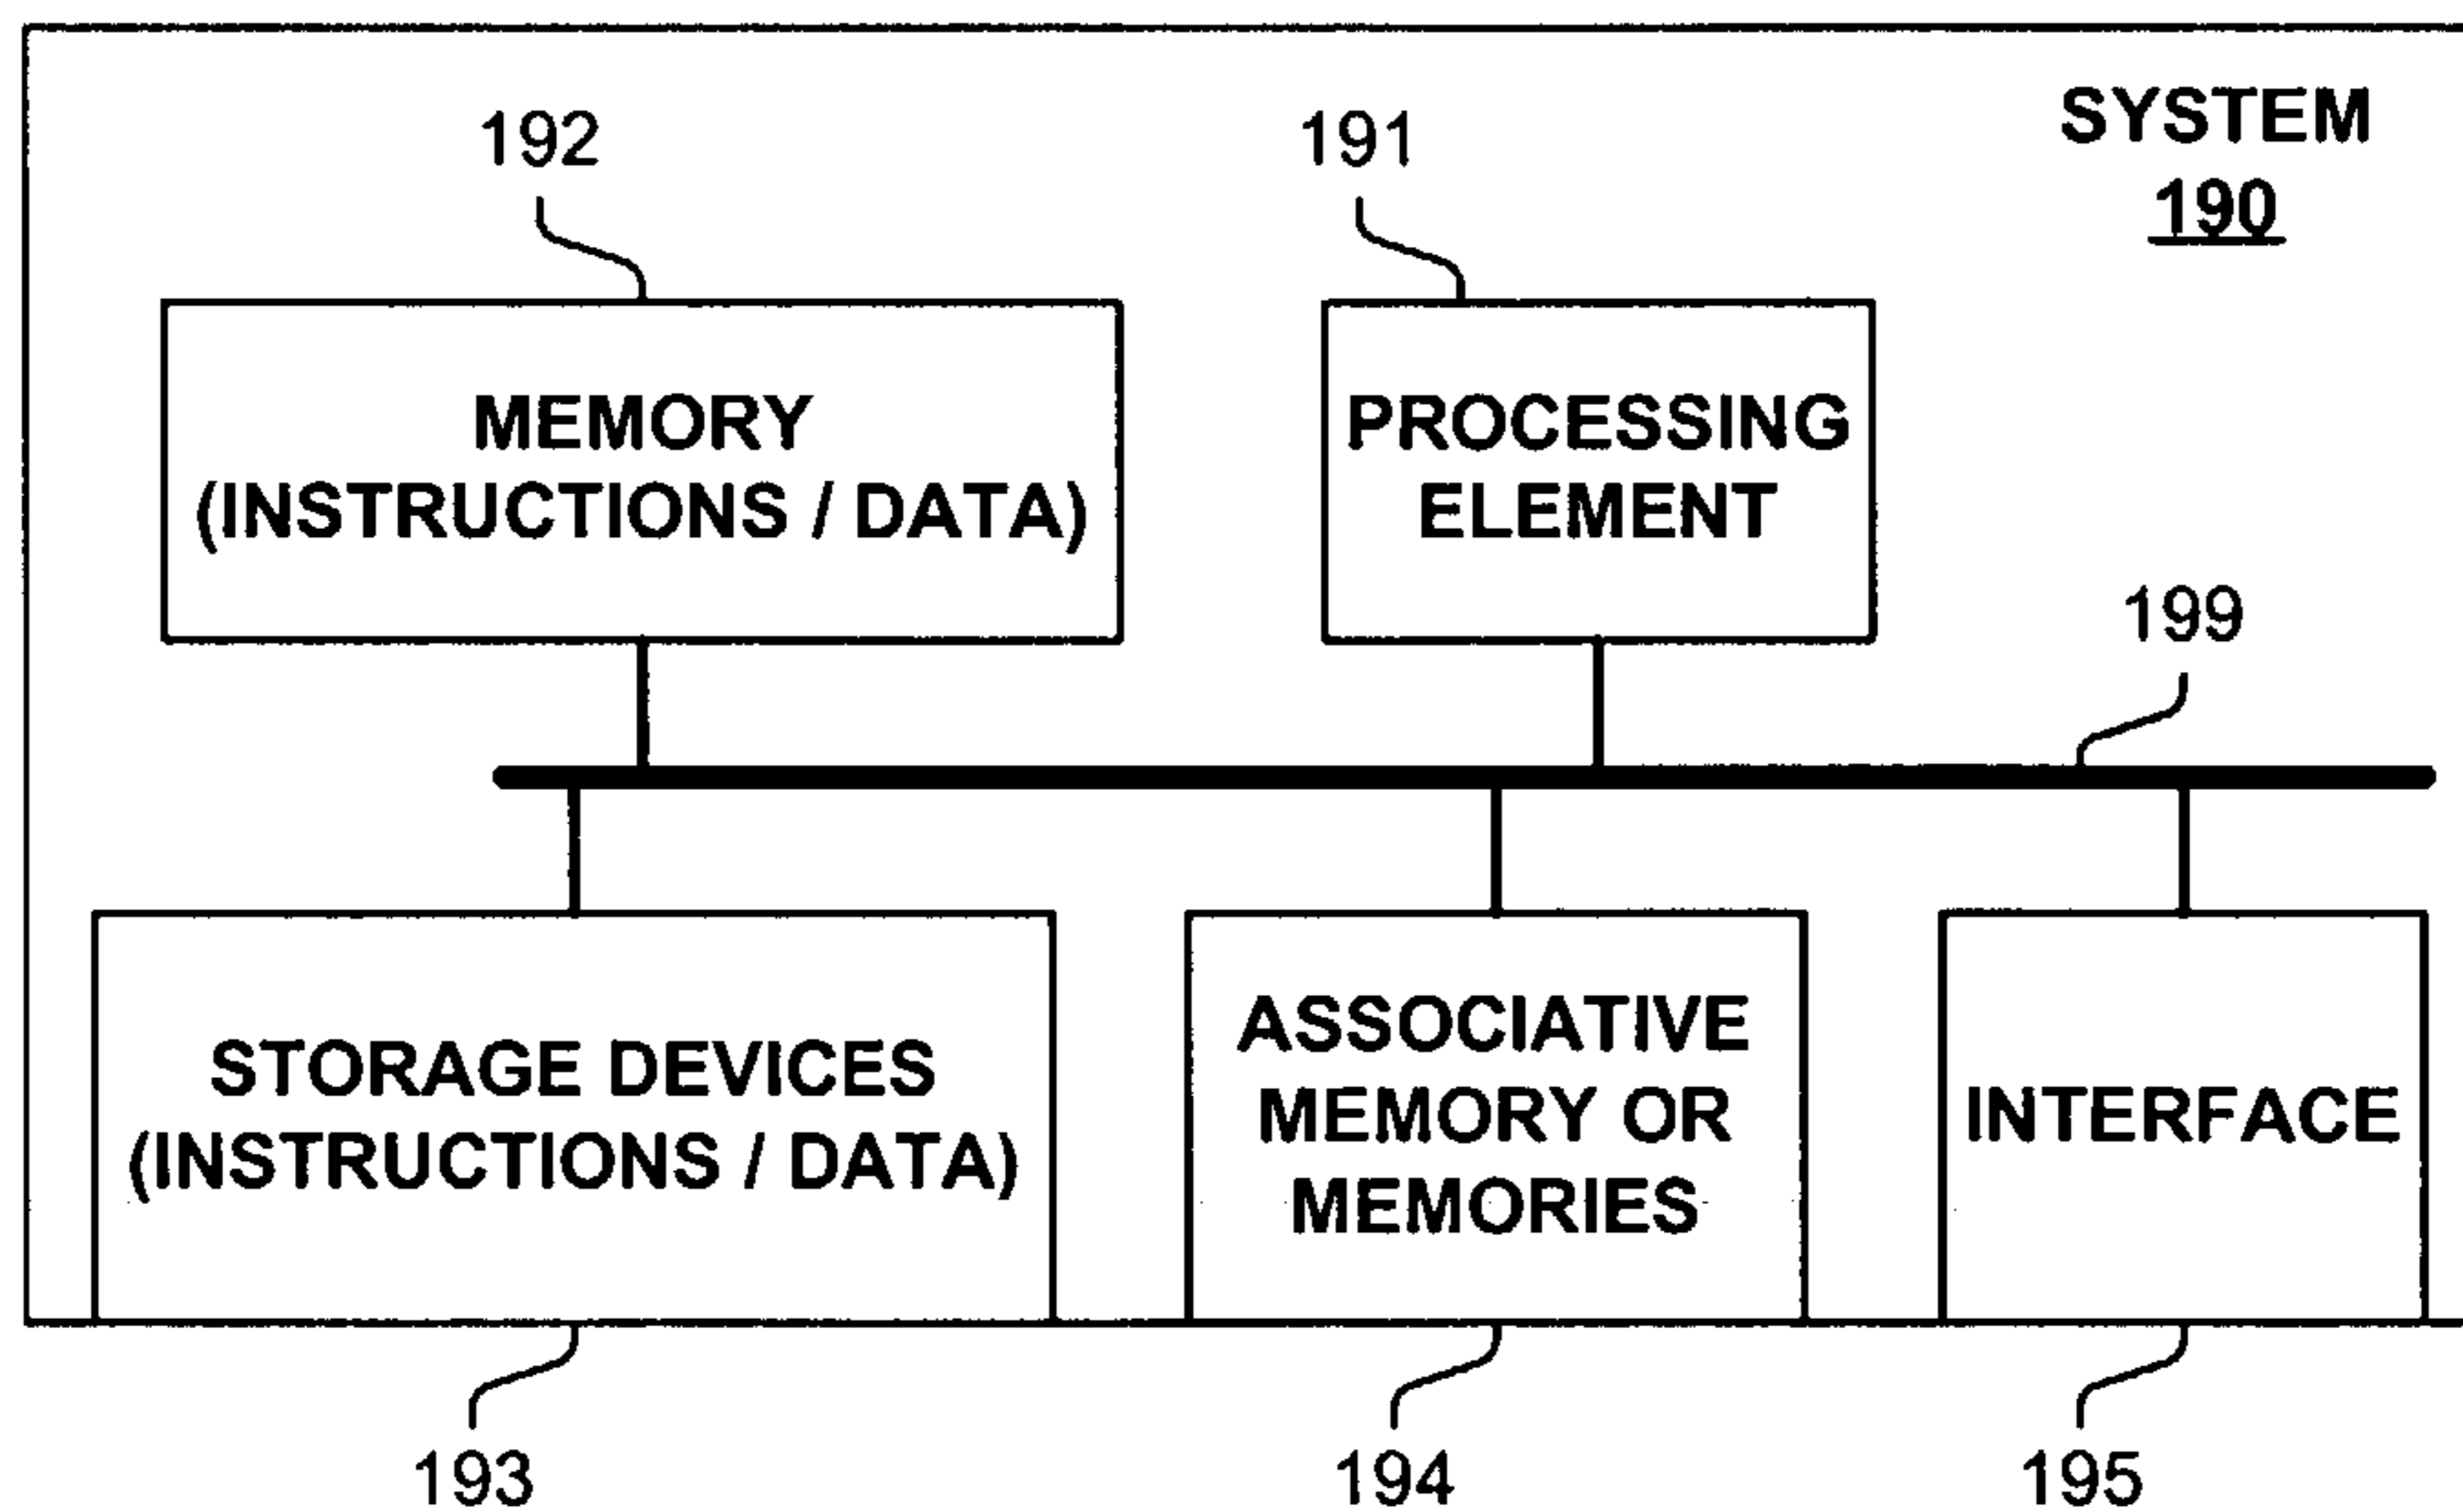 SYSTEM
190
192
191
MEMORY
(INSTRUCTIONS / DATA)
PROCESSING
ELEMENT
199
STORAGE DEVICES
(INSTRUCTIONS / DATA)
ASSOCIATIVE
MEMORY OR
MEMORIES
INTERFACE
193
194
195